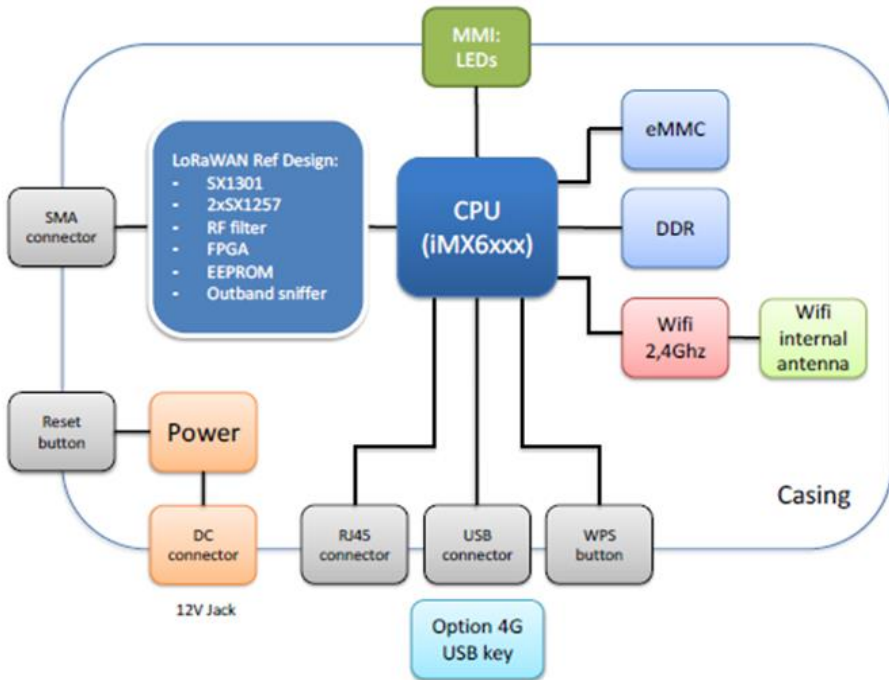 MMI:
LEDs
eMMC
LoRaWAN Ref Design:
- SX1301
- 2xSX1257
- RF filter
- FPGA
- EEPROM
- Outband sniffer
CPU
(iMX6xxx)
SMA
connector
DDR
Wifi
2,4Ghz
Wifi
internal
antenna
Reset
button
Power
Casing
DC
connector
RJ45
connector
USB
connector
WPS
button
12V Jack
Option 4G
USB key